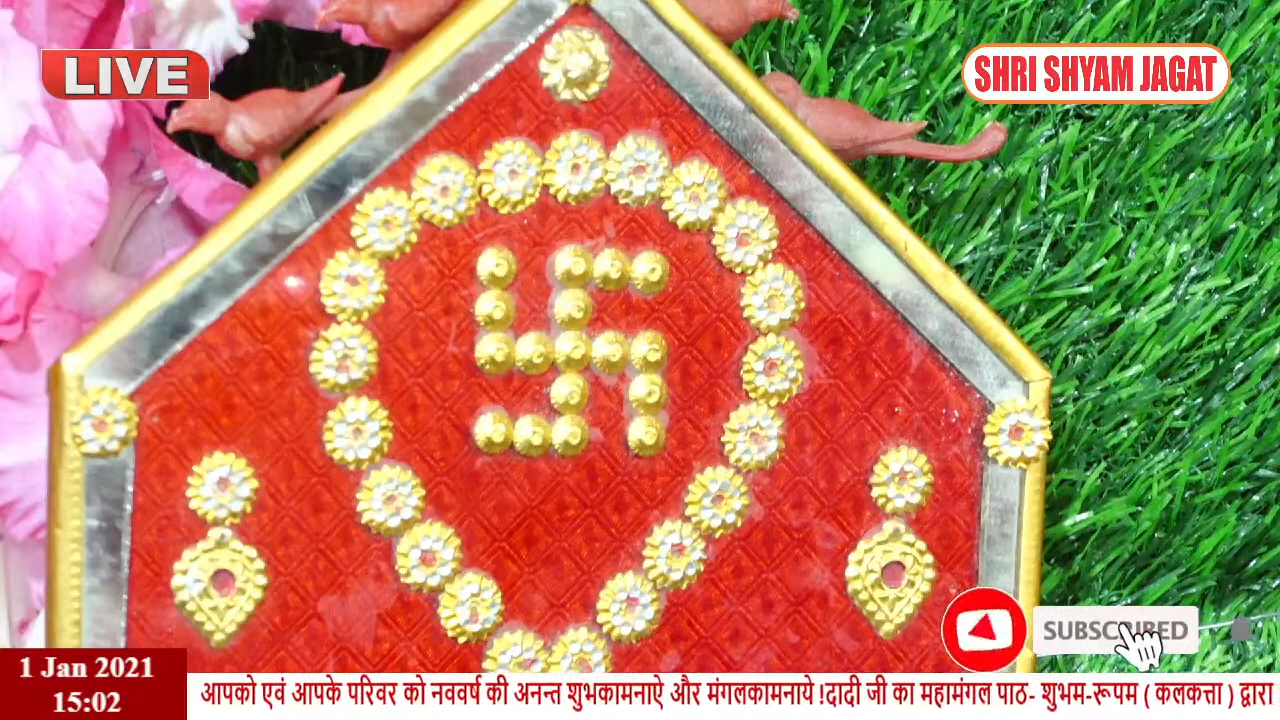 LIVE
SHRI SHYAM JAGAT
SUBSCRIBED
1 Jan 2021
15:02
आपको एवं आपके परिवर को नववर्ष की अनन्त शुभकामनाऐ और मंगलकामनाये !दादी जी का महामंगल पाठ- शुभम-रूपम ( कलकत्ता ) द्वारा